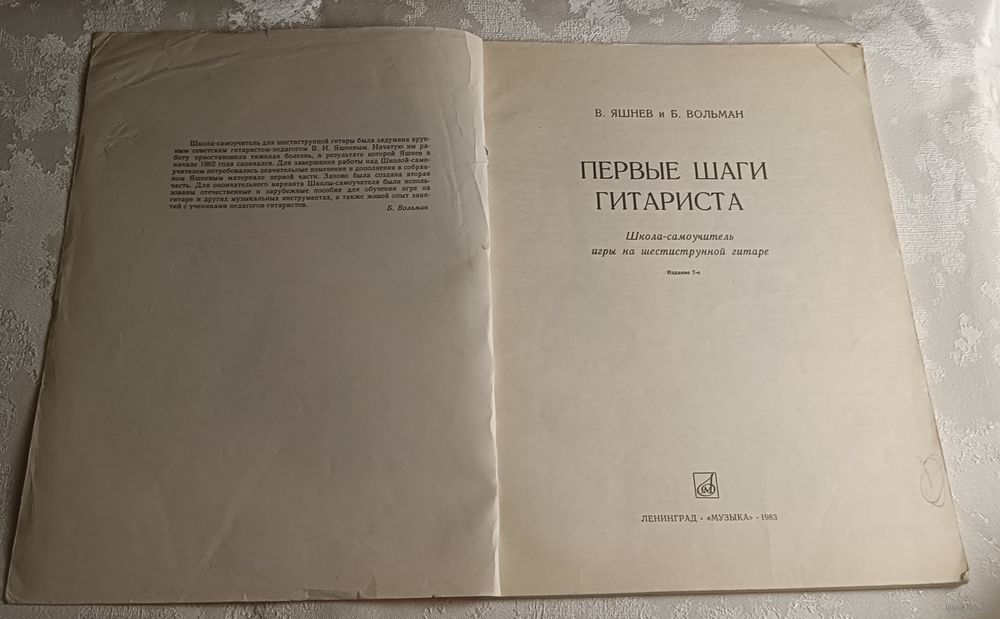 Школа-самоучитель для шестиструнной гитары была задумана круп-
ным советским гитаристом-педагогом В. И. Яшневым. Начатую им ра-
боту приостановила тяжелая болезнь, в результате которой Яшнев в
начале 1962 года скончался. Для завершения работы над Школой-само-
учителем потребовались значительные изменения и дополнения в собран-
ном Яшневым материале первой части. Заново была создана вторая
часть. Для окончательного варианта Школы-самоучителя были исполь-
зованы отечественные и зарубежные пособия для обучения игре на
гитаре и других музыкальных инструментах, а также живой опыт заня-
тий с учениками педагогов-гитаристов.
Б. Вольман
В. ЯШНЕВ и Б. ВОЛЬМАН
ПЕРВЫЕ ШАГИ
ГИТАРИСТА
Школа-самоучитель
игры на шестиструнной гитаре
Издание 7-е
ЛЕНИНГРАД · «МУЗЫКА» · 1983